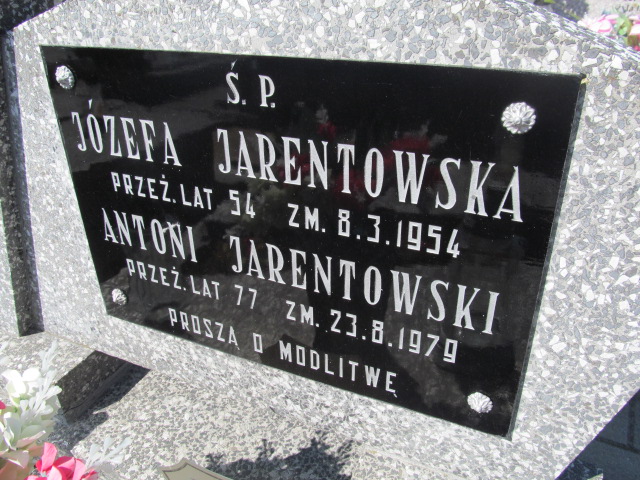 Ś. P.
JÓZEFA JARENTOWSKA
PRZEŻ. LAT 54 ZM. 8.3.1954
ANTONI JARENTOWSKI
PRZEŻ. LAT 77 ZM. 23.8.1979
PROSZĄ O MODLITWĘ